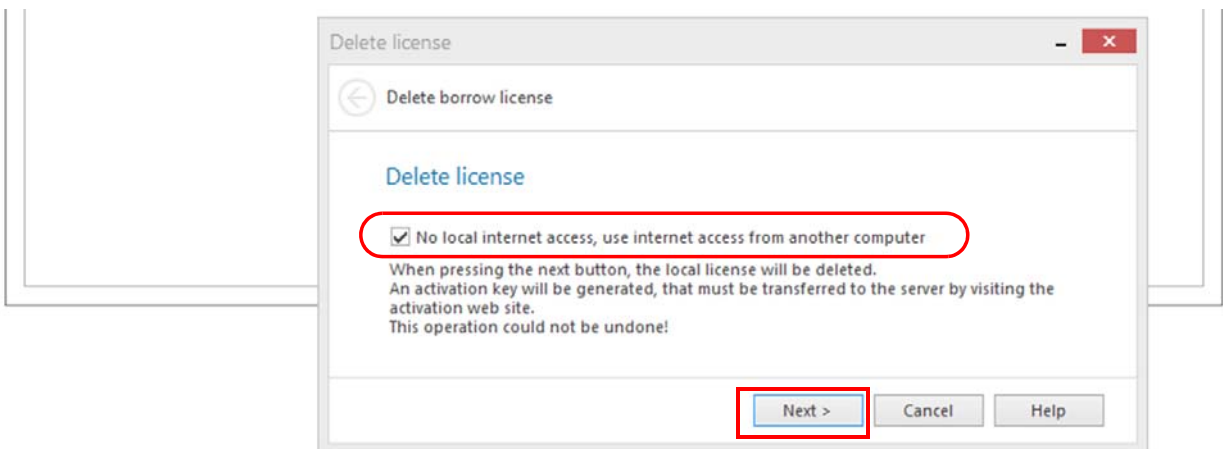 Delete license
Delete borrow license
Delete license
No local internet access, use internet access from another computer
When pressing the next button, the local license will be deleted.
An activation key will be generated, that must be transferred to the server by visiting the
activation web site.
This operation could not be undone!
Next > Cancel Help